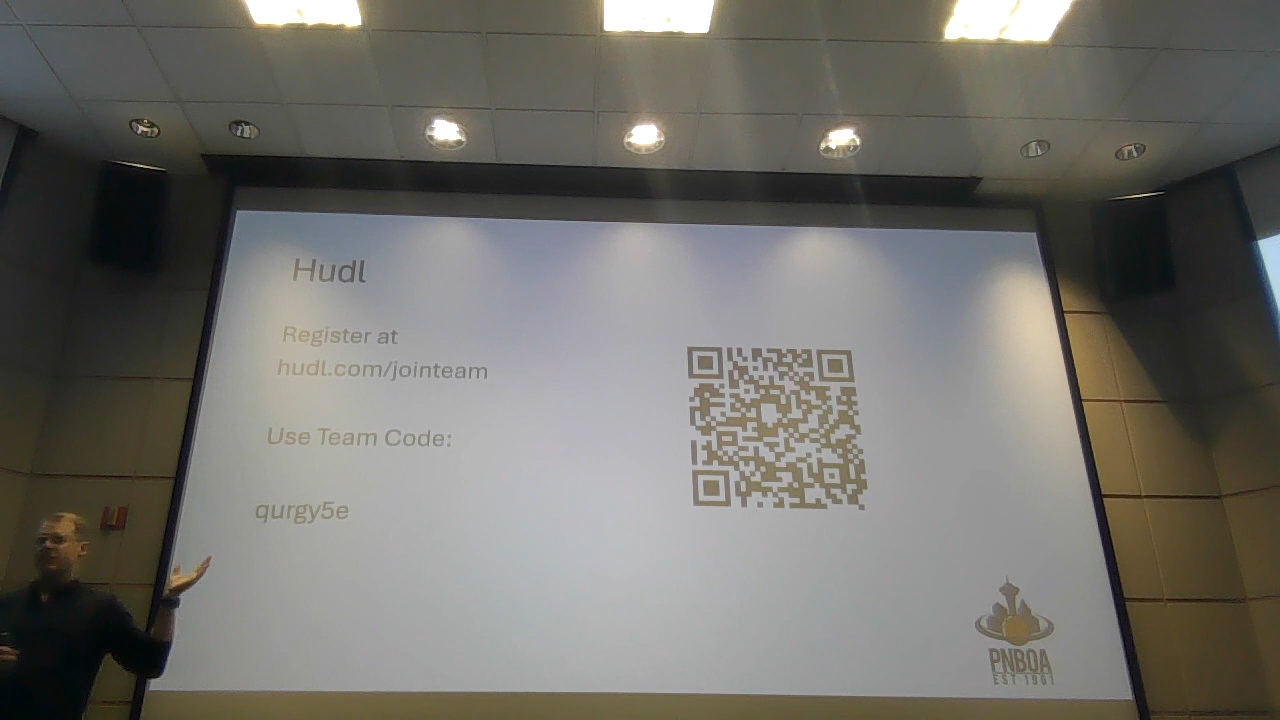 Hudl
Register at
hudl.com/jointeam
Use Team Code:
qurgy5e
PNBOA
EST 1961